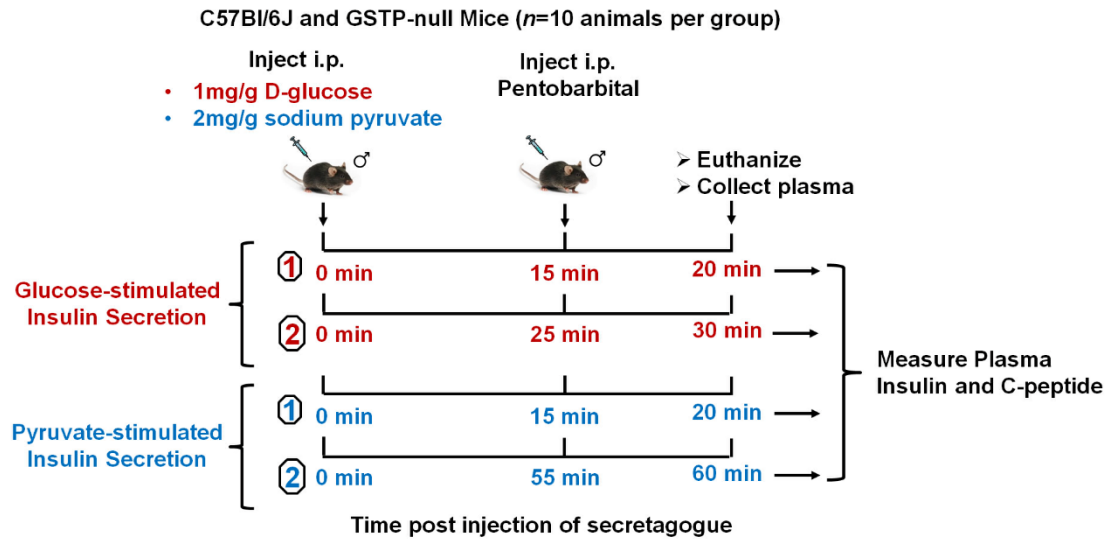 C57Bl/6J and GSTP-null Mice (n=10 animals per group)
Inject i.p.
• 1mg/g D-glucose
• 2mg/g sodium pyruvate
♂
Inject i.p.
Pentobarbital
♂
➢ Euthanize
➢ Collect plasma
Glucose-stimulated
Insulin Secretion
1 0 min 15 min 20 min
2 0 min 25 min 30 min
Pyruvate-stimulated
Insulin Secretion
1 0 min 15 min 20 min
2 0 min 55 min 60 min
Measure Plasma
Insulin and C-peptide
Time post injection of secretagogue